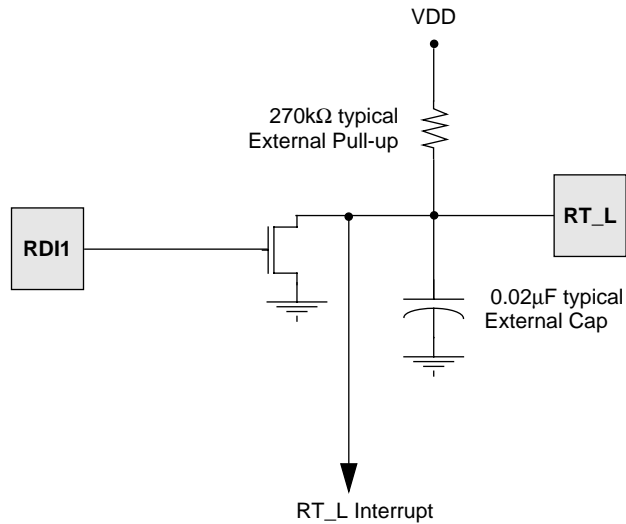 VDD
270kΩ typical
External Pull-up
RDI1
RT_L
0.02µF typical
External Cap
RT_L Interrupt